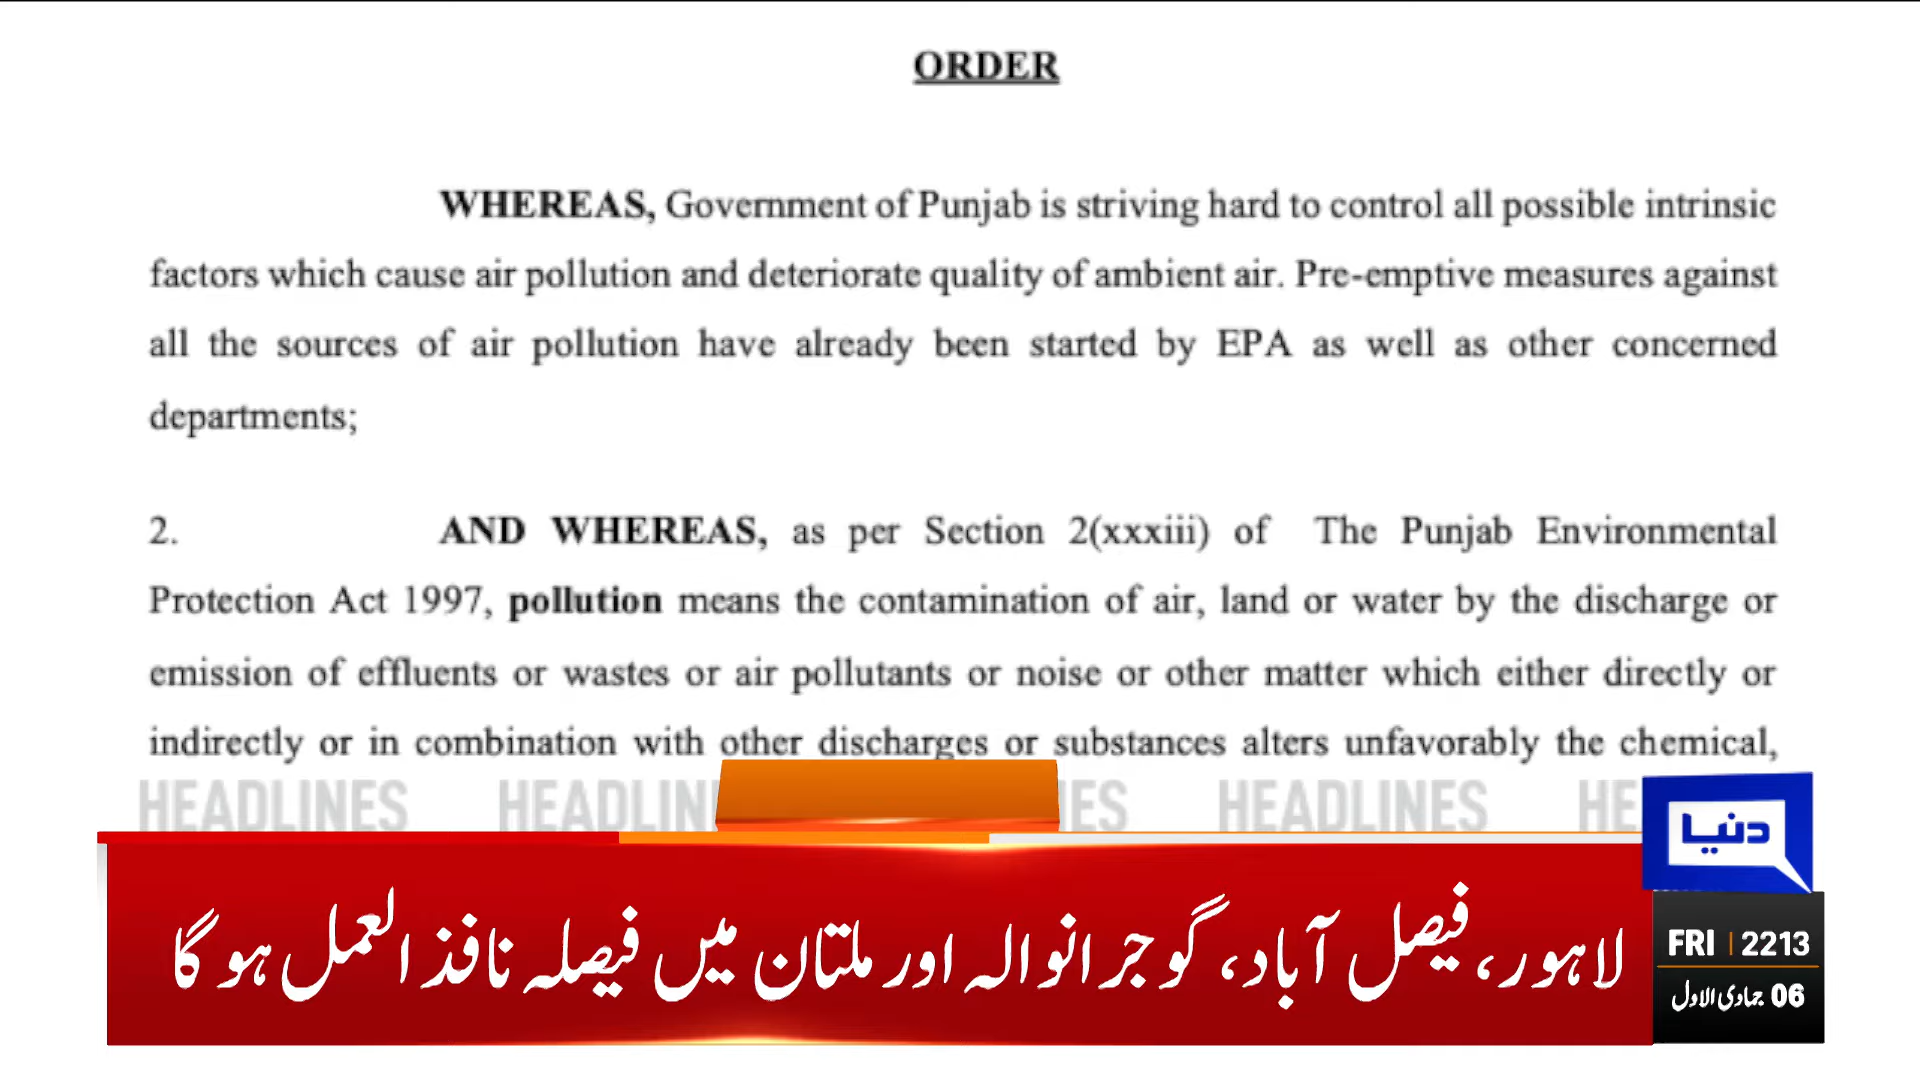 ORDER
WHEREAS, Government of Punjab is striving hard to control all possible intrinsic
factors which cause air pollution and deteriorate quality of ambient air. Pre-emptive measures against
all the sources of air pollution have already been started by EPA as well as other concerned
departments;
2. AND WHEREAS, as per Section 2(xxxiii) of The Punjab Environmental
Protection Act 1997, pollution means the contamination of air, land or water by the discharge or
emission of effluents or wastes or air pollutants or noise or other matter which either directly or
indirectly or in combination with other discharges or substances alters unfavorably the chemical,
HEADLINES HEADLIN ES HEADLINES HE
دنیا
لاہور، فیصل آباد، گوجرانوالہ اور ملتان میں فیصلہ نافذ العمل ہو گا
FRI | 2213
06 جمادی الاول